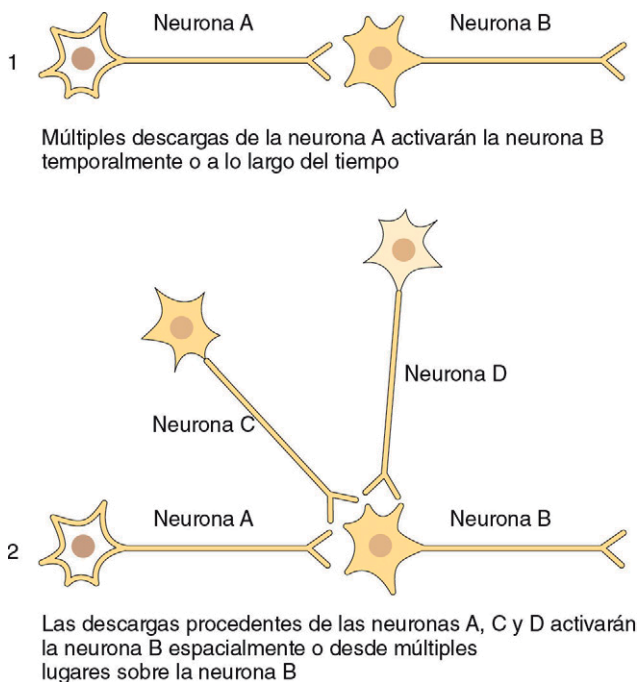 Neurona A
Neurona B
1
Múltiples descargas de la neurona A activarán la neurona B
temporalmente o a lo largo del tiempo
Neurona D
Neurona C
Neurona A
Neurona B
2
Las descargas procedentes de las neuronas A, C y D activarán
la neurona B espacialmente o desde múltiples
lugares sobre la neurona B